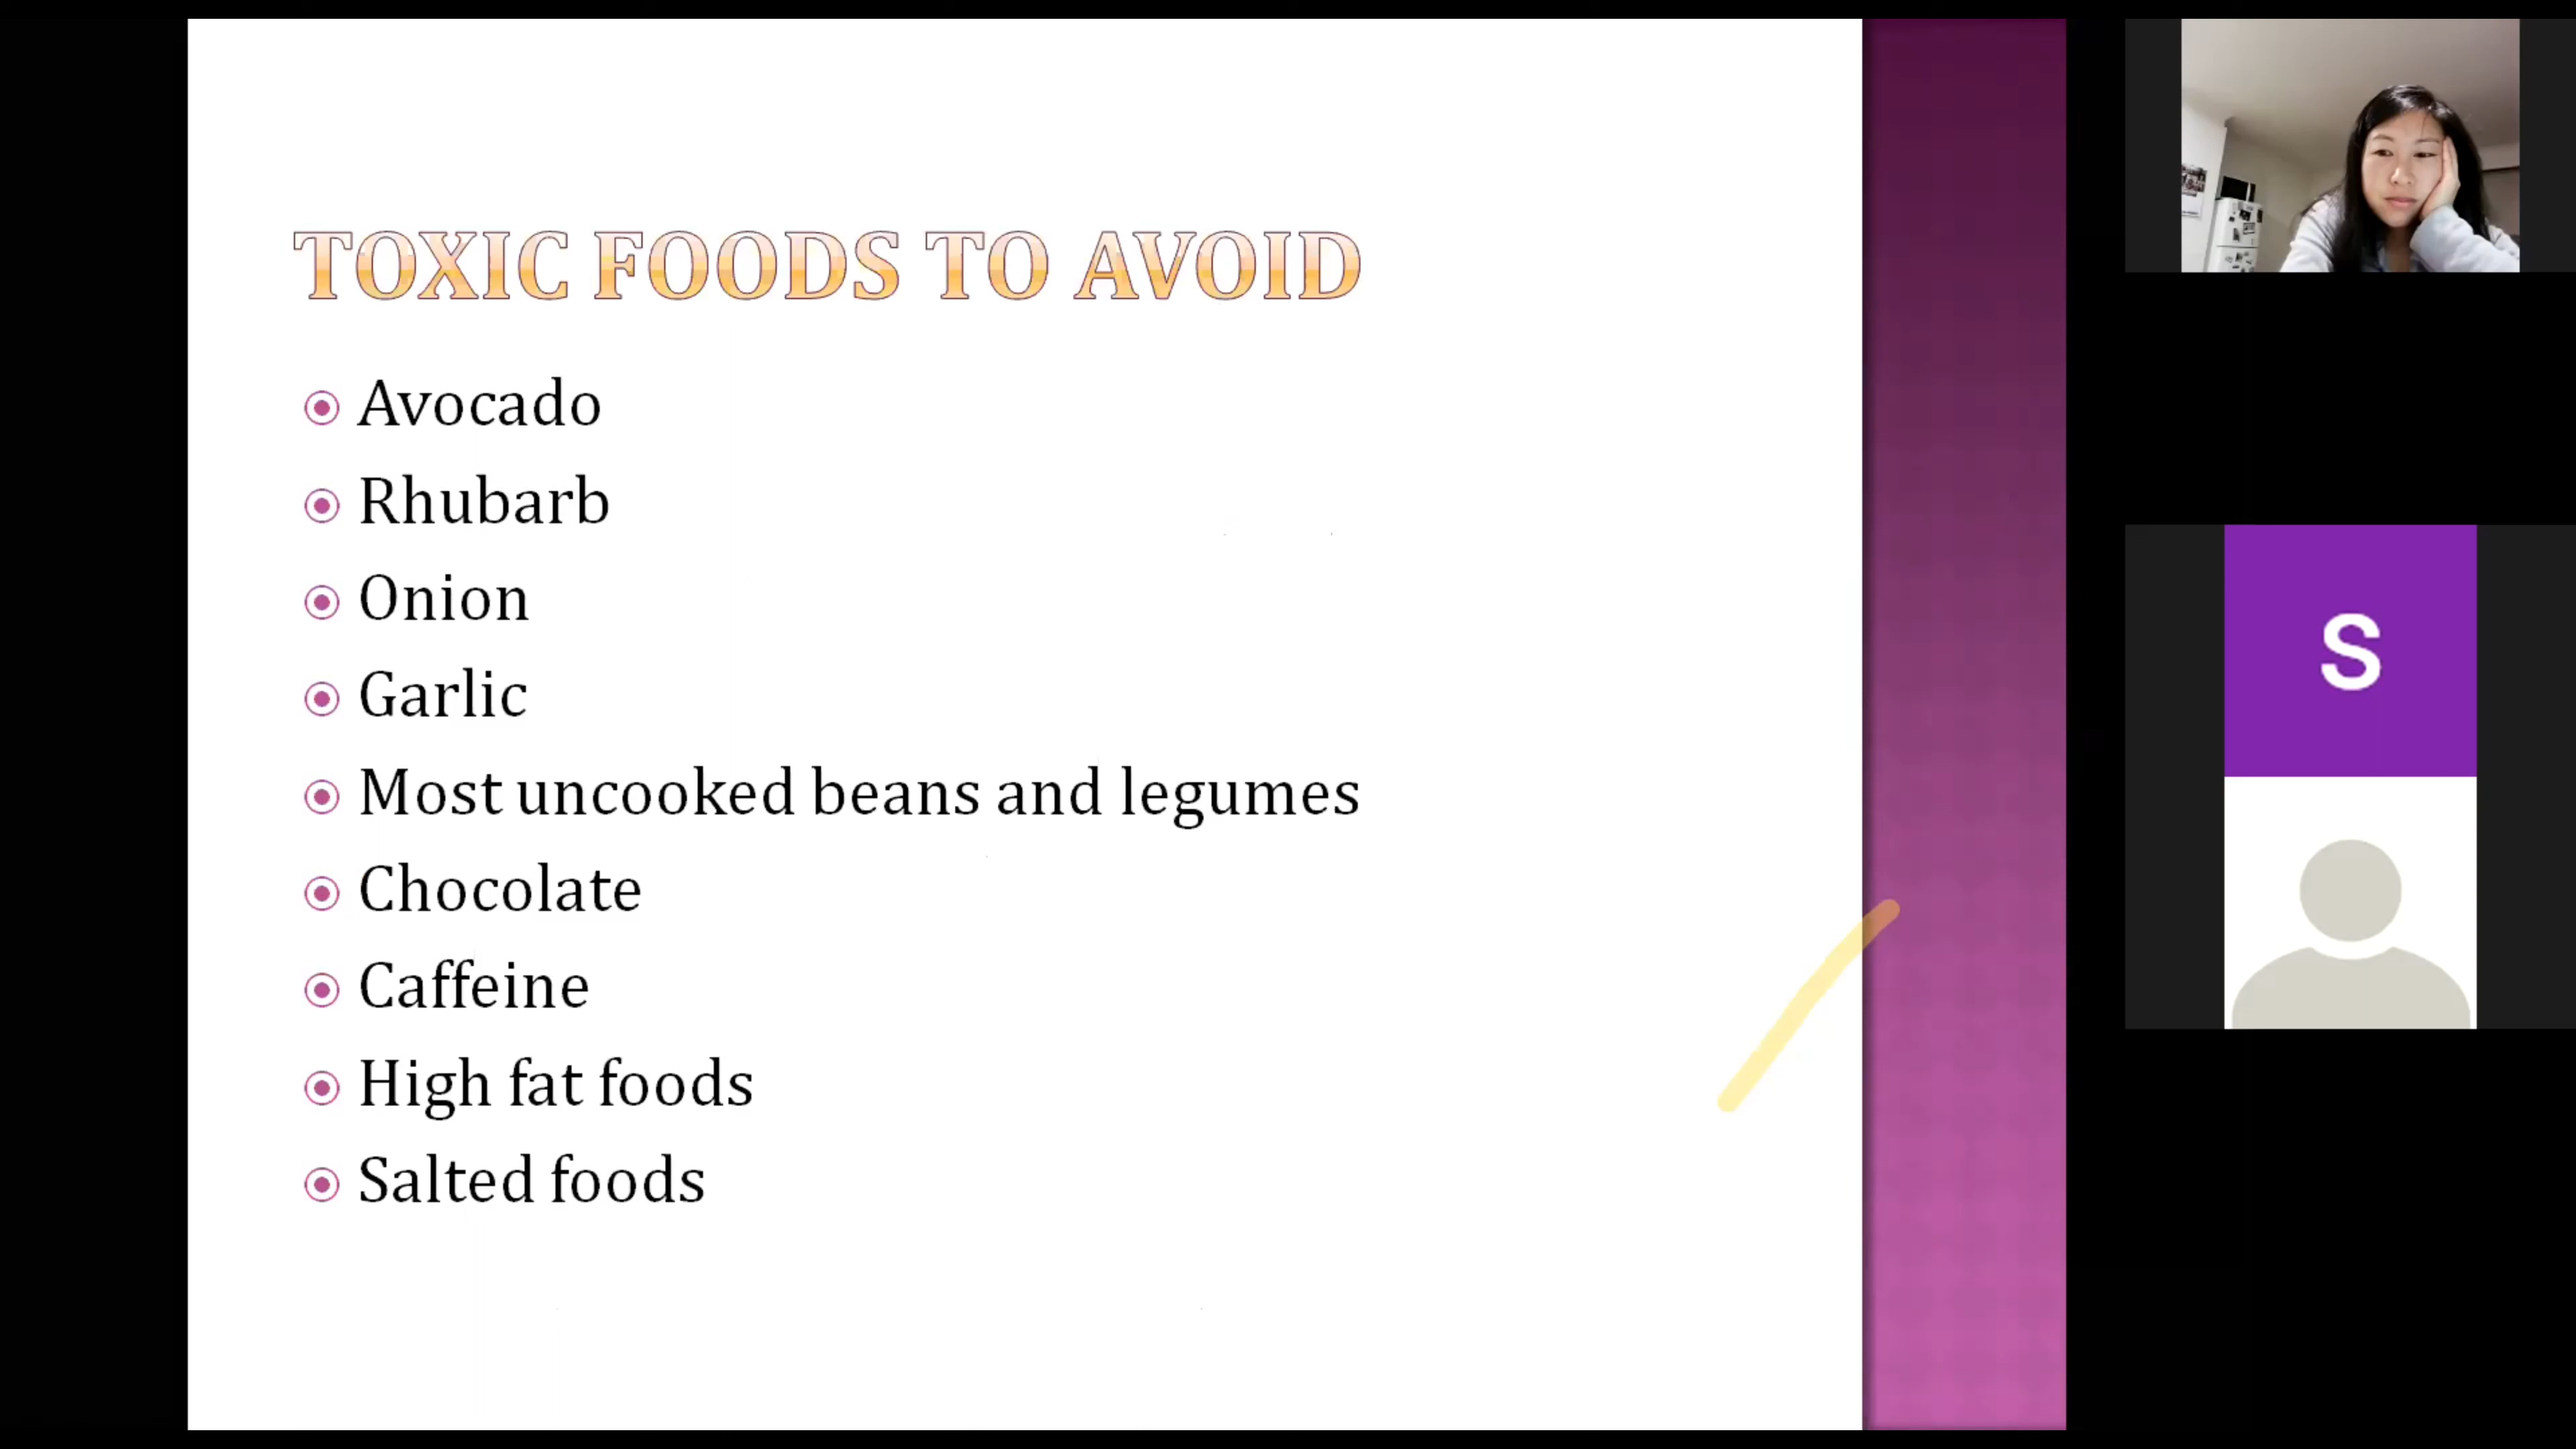 TOXIC FOODS TO AVOID
Avocado
Rhubarb
Onion
Garlic
Most uncooked beans and legumes
Chocolate
Caffeine
High fat foods
Salted foods
S